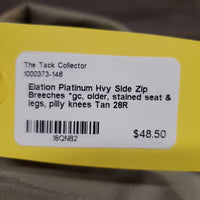 The Tack Collector
1000373-146
Elation Platinum Hvy Side Zip
Breeches *gc, older, stained seat &
legs, pilly knees Tan 28R
$48.50
18QNB2